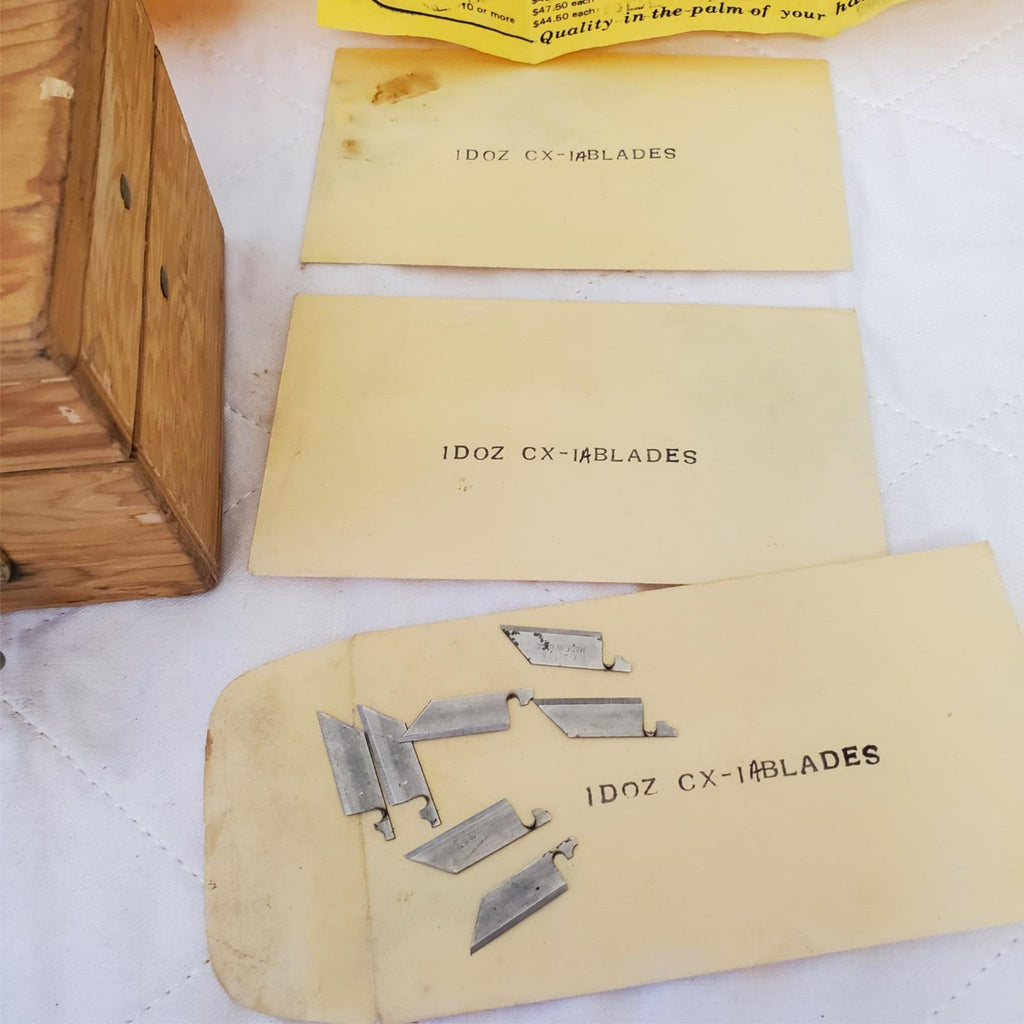 10 or more
$47.50 each
$44.50 each
Quality in the palm of your
1DOZ CX-1ABLADES
1DOZ CX-1ABLADES
1DOZ CX-1ABLADES